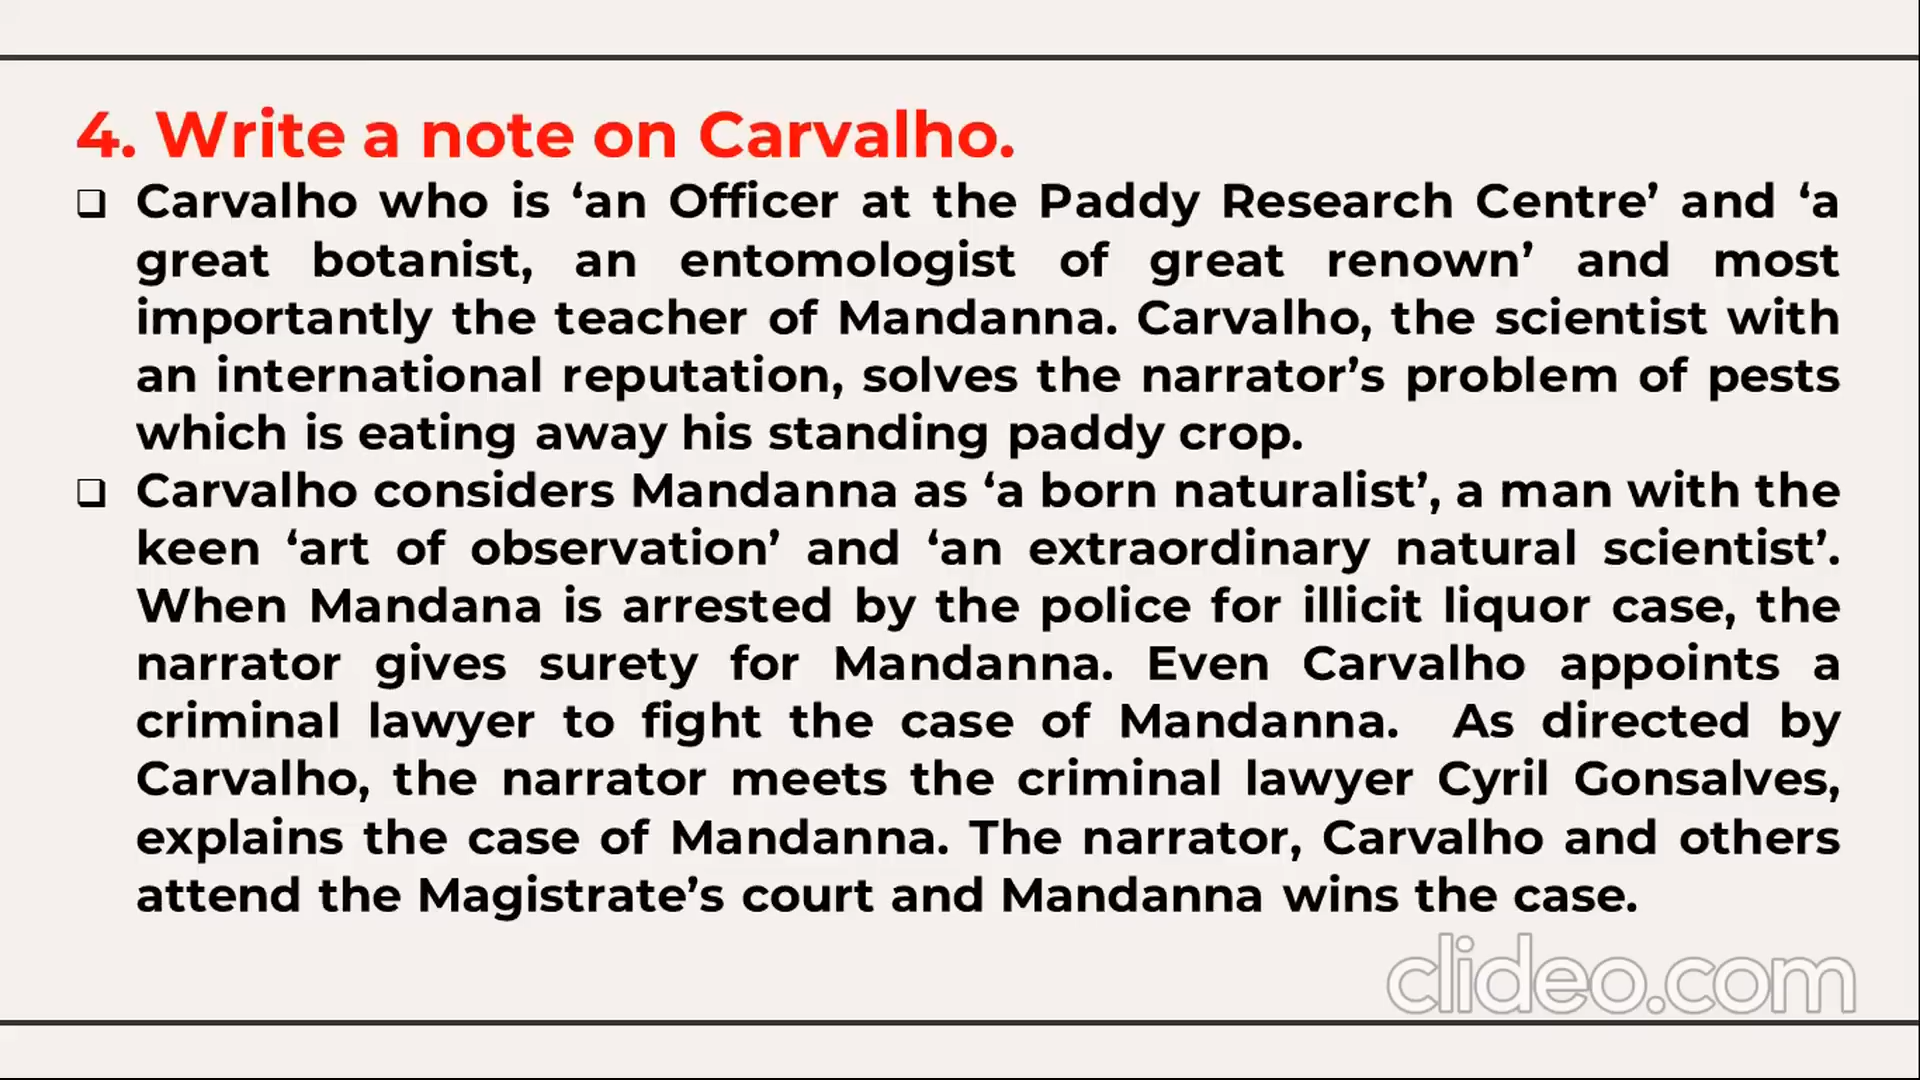 4. Write a note on Carvalho.
❑ Carvalho who is ‘an Officer at the Paddy Research Centre’ and ‘a
great botanist, an entomologist of great renown’ and most
importantly the teacher of Mandanna. Carvalho, the scientist with
an international reputation, solves the narrator’s problem of pests
which is eating away his standing paddy crop.
❑ Carvalho considers Mandanna as ‘a born naturalist’, a man with the
keen ‘art of observation’ and ‘an extraordinary natural scientist’.
When Mandana is arrested by the police for illicit liquor case, the
narrator gives surety for Mandanna. Even Carvalho appoints a
criminal lawyer to fight the case of Mandanna. As directed by
Carvalho, the narrator meets the criminal lawyer Cyril Gonsalves,
explains the case of Mandanna. The narrator, Carvalho and others
attend the Magistrate’s court and Mandanna wins the case.
clideo.com